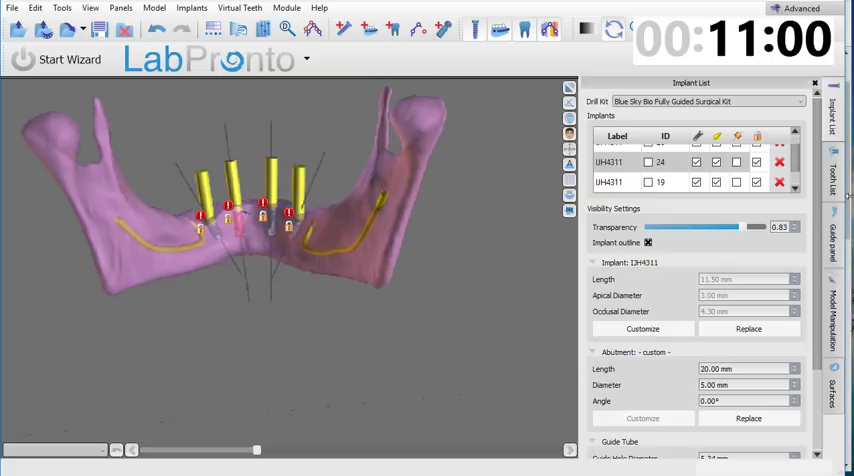 File Edit Tools Views Panels Model Implants Virtual Teeth Module Help
Advanced
00:11:00
Start Wizard
LabPronto
Implant List
Drill Kit Blue Sky Bio Fully Guided Surgical Kit
Implants
Label ID
IJH4311 24
IJH4311 19
Visibility Settings
Transparency 0.83
Implant outline
Implant: IJH4311
Length 11.50 mm
Apical Diameter 3.00 mm
Occlusal Diameter 4.30 mm
Customize Replace
Abutment: - custom -
Length 20.00 mm
Diameter 5.00 mm
Angle 0.00°
Customize Replace
Guide Tube
Implant List
Tooth List
Guide panel
Model Manipulation
Surfaces